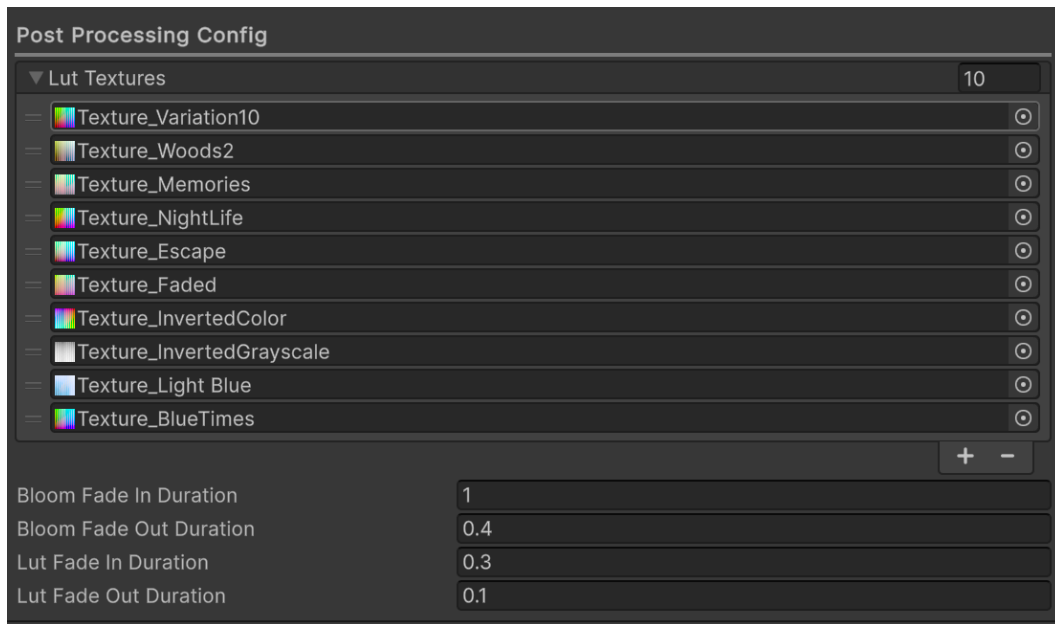 Post Processing Config
Lut Textures 10
Texture_Variation10
Texture_Woods2
Texture_Memories
Texture_NightLife
Texture_Escape
Texture_Faded
Texture_InvertedColor
Texture_InvertedGrayscale
Texture_Light Blue
Texture_BlueTimes
+ -
Bloom Fade In Duration 1
Bloom Fade Out Duration 0.4
Lut Fade In Duration 0.3
Lut Fade Out Duration 0.1